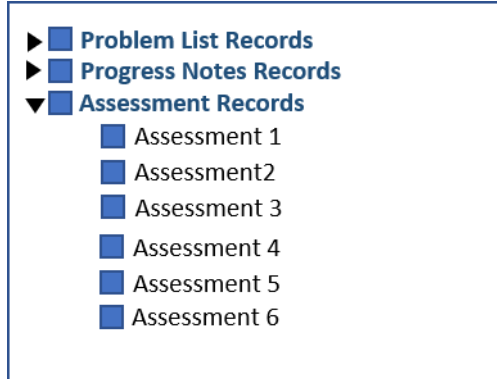 Problem List Records
Progress Notes Records
Assessment Records
Assessment 1
Assessment2
Assessment 3
Assessment 4
Assessment 5
Assessment 6